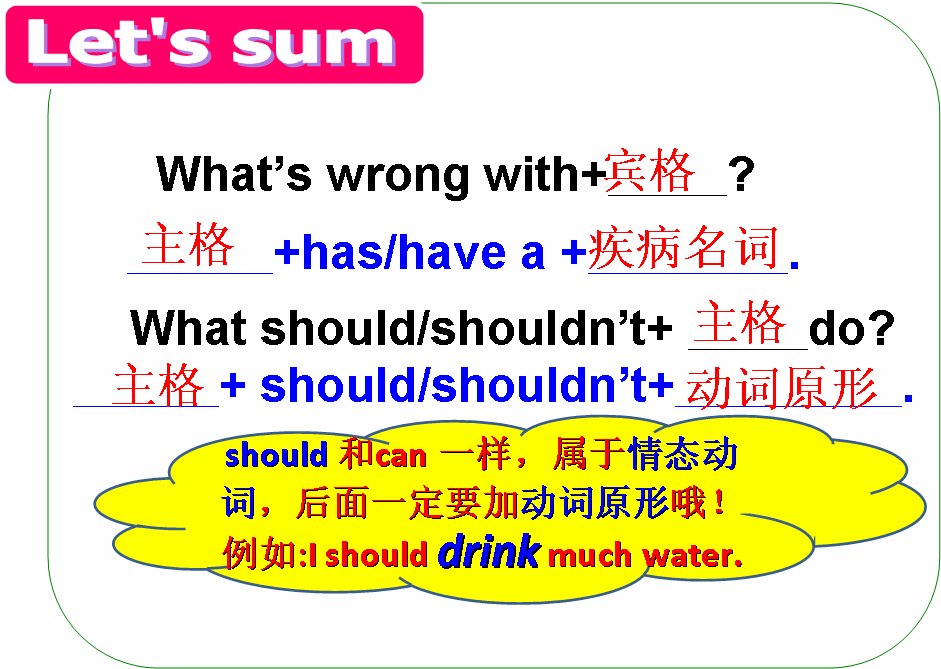 Let's sum
What's wrong with+宾格?
主格+has/have a +疾病名词.
What should/shouldn't+ 主格do?
主格+ should/shouldn't+动词原形.
should 和can 一样，属于情态动
词，后面一定要加动词原形哦！
例如:I should drink much water.